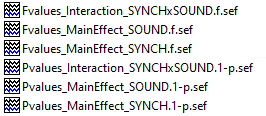 Fvalues_Interaction_SYNCHxSOUND.f.sef
Fvalues_MainEffect_SOUND.f.sef
Fvalues_MainEffect_SYNCH.f.sef
Pvalues_Interaction_SYNCHxSOUND.1-p.sef
Pvalues_MainEffect_SOUND.1-p.sef
Pvalues_MainEffect_SYNCH.1-p.sef